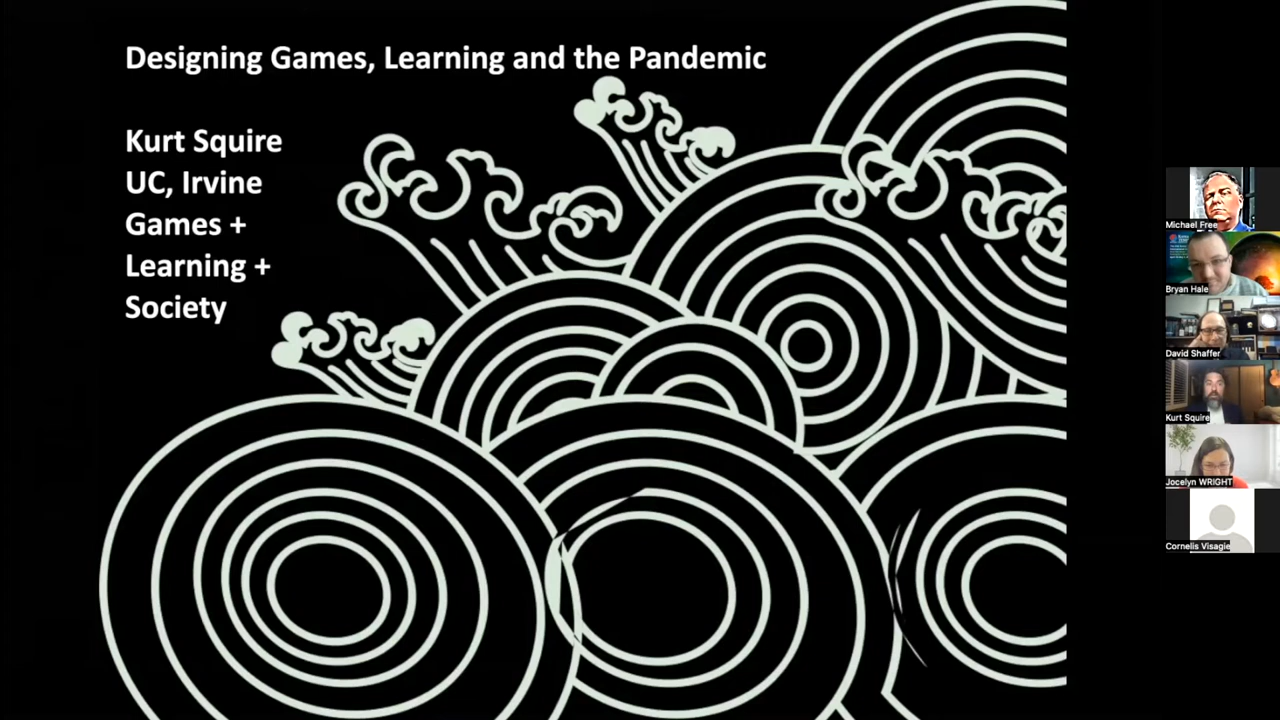 Designing Games, Learning and the Pandemic
Kurt Squire
UC, Irvine
Games +
Learning +
Society
Michael Free
Bryan Hale
David Shaffer
Kurt Squire
Jocelyn WRIGHT
Cornelis Visagie